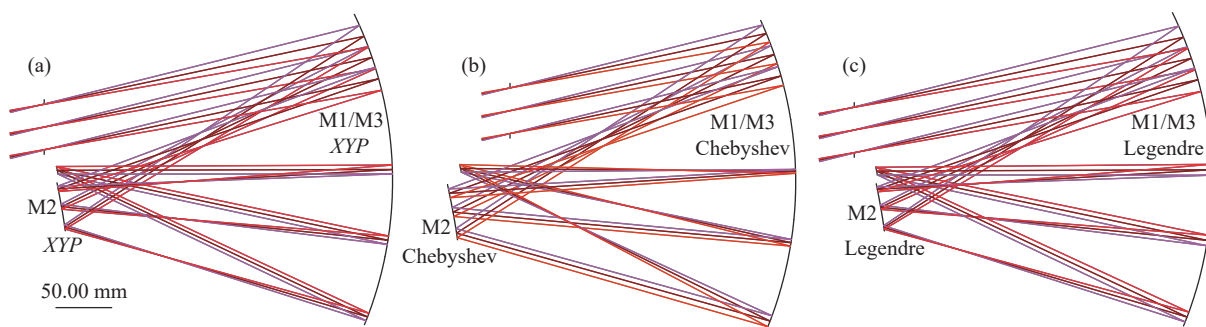 (a)
M1/M3
XYP
M2
XYP
50.00 mm
(b)
M1/M3
Chebyshev
M2
Chebyshev
(c)
M1/M3
Legendre
M2
Legendre